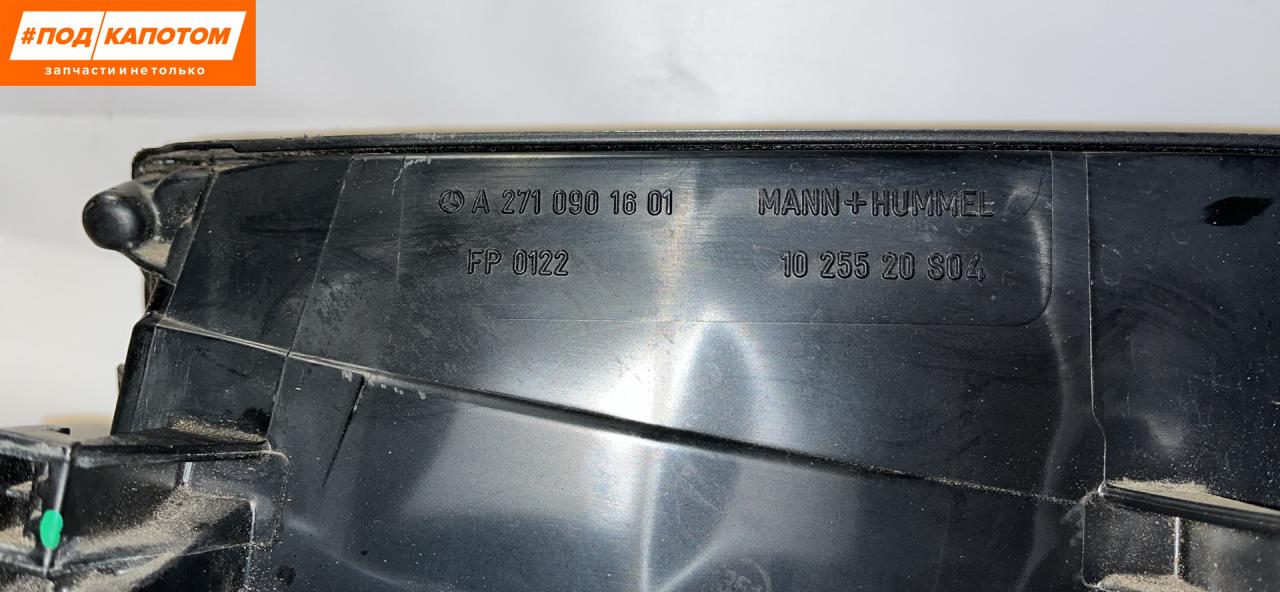 #ПОД КАПОТОМ
запчасти и не только
A 271 090 16 01 MANN+HUMMEL
FP 0122 10 255 20 S04